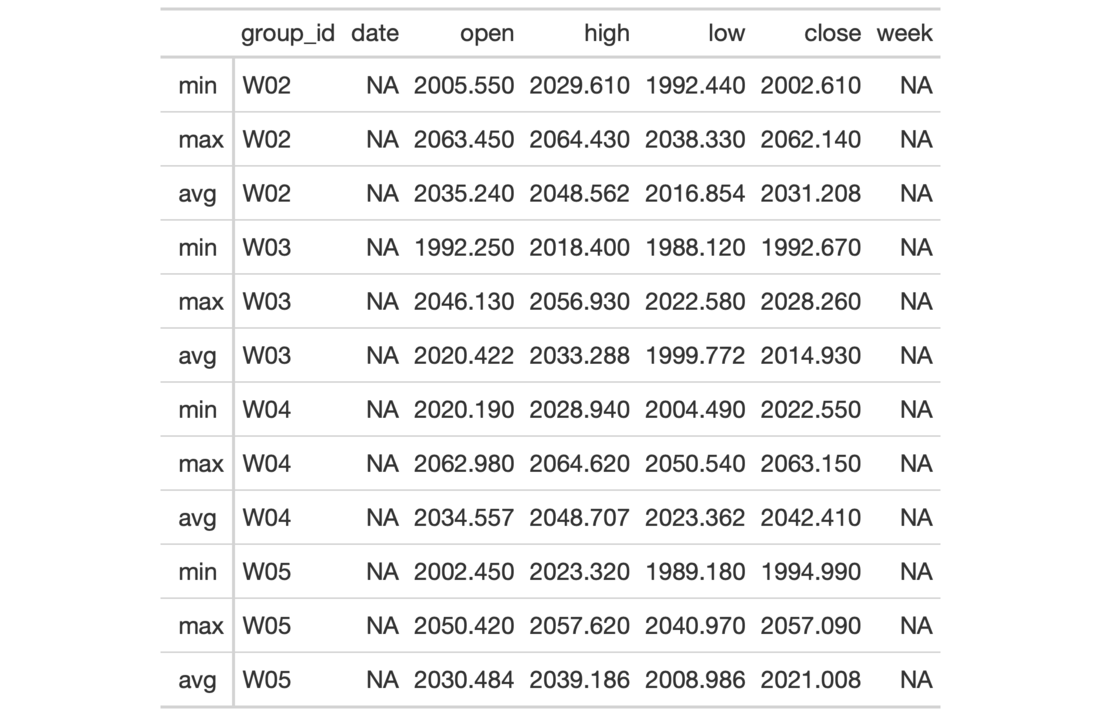 group_id date open high low close week
min W02 NA 2005.550 2029.610 1992.440 2002.610 NA
max W02 NA 2063.450 2064.430 2038.330 2062.140 NA
avg W02 NA 2035.240 2048.562 2016.854 2031.208 NA
min W03 NA 1992.250 2018.400 1988.120 1992.670 NA
max W03 NA 2046.130 2056.930 2022.580 2028.260 NA
avg W03 NA 2020.422 2033.288 1999.772 2014.930 NA
min W04 NA 2020.190 2028.940 2004.490 2022.550 NA
max W04 NA 2062.980 2064.620 2050.540 2063.150 NA
avg W04 NA 2034.557 2048.707 2023.362 2042.410 NA
min W05 NA 2002.450 2023.320 1989.180 1994.990 NA
max W05 NA 2050.420 2057.620 2040.970 2057.090 NA
avg W05 NA 2030.484 2039.186 2008.986 2021.008 NA